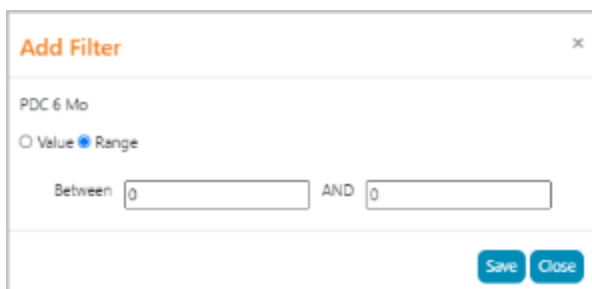 Add Filter ×
PDC 6 Mo
Value Range
Between 0 AND 0
Save Close